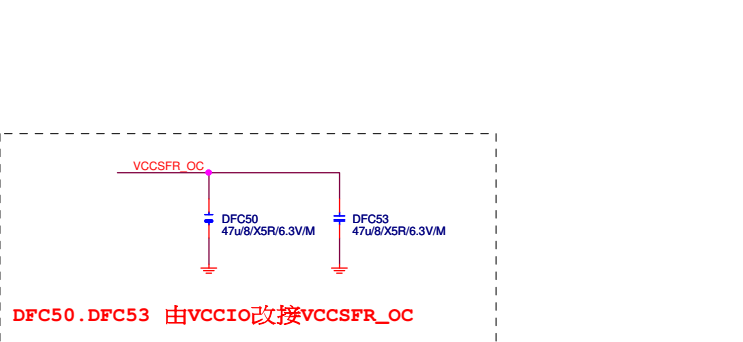 VCCSFR_OC
DFC50
47u/8/X5R/6.3V/M
DFC53
47u/8/X5R/6.3V/M
DFC50.DFC53 由VCCIO改接VCCSFR_OC